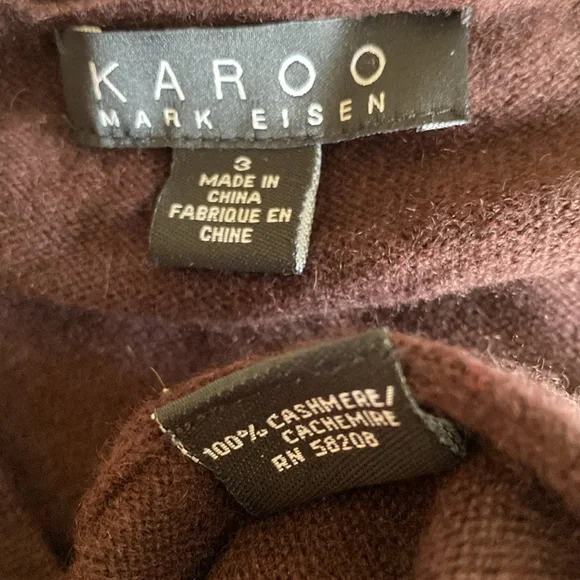 KAROO
MARK EISEN
3
MADE IN
CHINA
FABRIQUE EN
CHINE
100% CASHMERE/
CACHEMIRE
RN 58208